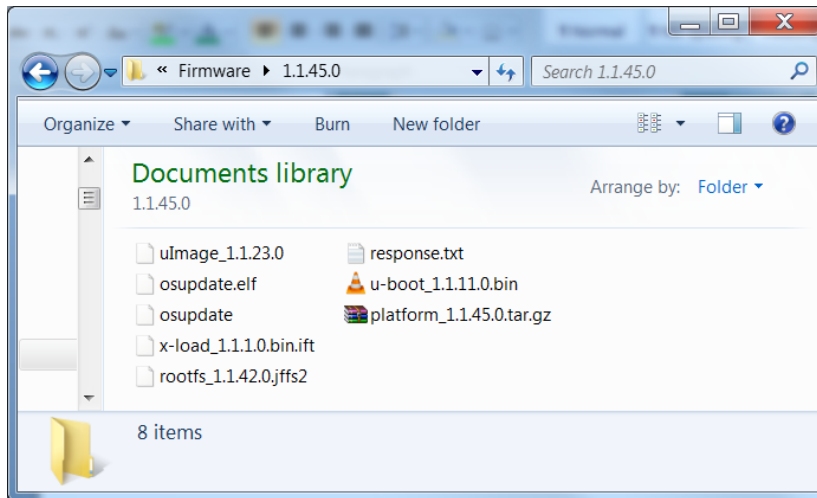 « Firmware ▸ 1.1.45.0
Search 1.1.45.0
Organize Share with Burn New folder
Documents library
1.1.45.0
Arrange by: Folder
uImage_1.1.23.0
osupdate.elf
osupdate
x-load_1.1.1.0.bin.ift
rootfs_1.1.42.0.jffs2
response.txt
u-boot_1.1.11.0.bin
platform_1.1.45.0.tar.gz
8 items